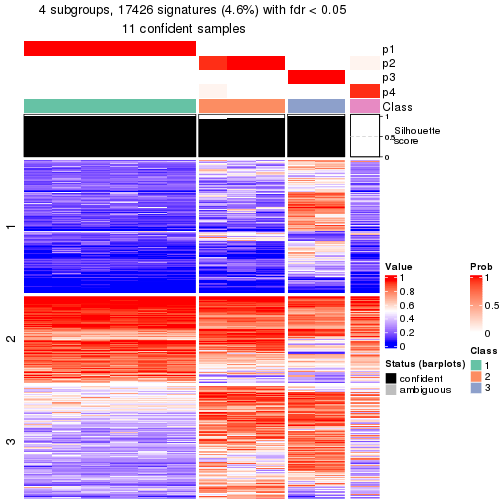 4 subgroups, 17426 signatures (4.6%) with fdr < 0.05
11 confident samples
p1
p2
p3
p4
Class
1
0.5
0
Silhouette
score
1
2
3
Value
1
0.8
0.6
0.4
0.2
0
Status (barplots)
confident
ambiguous
Prob
1
0.5
0
Class
1
2
3